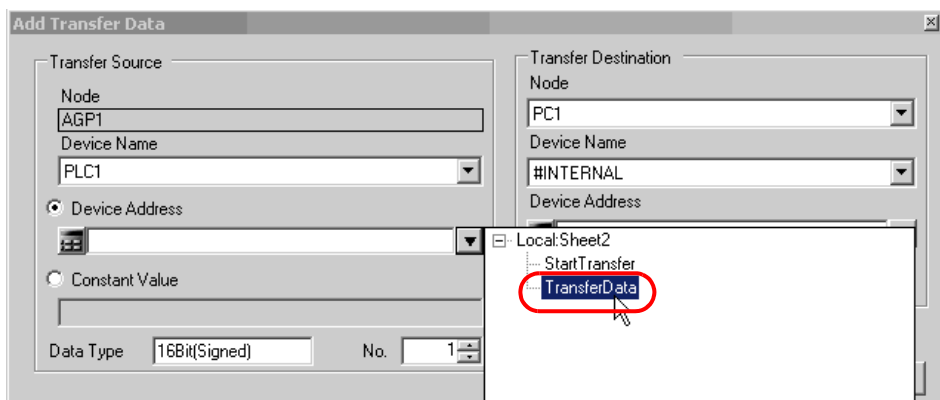 Add Transfer Data
Transfer Source
Node
AGP1
Device Name
PLC1
Device Address
Constant Value
Data Type 16Bit(Signed) No. 1
Transfer Destination
Node
PC1
Device Name
#INTERNAL
Device Address
Local:Sheet2
StartTransfer
TransferData